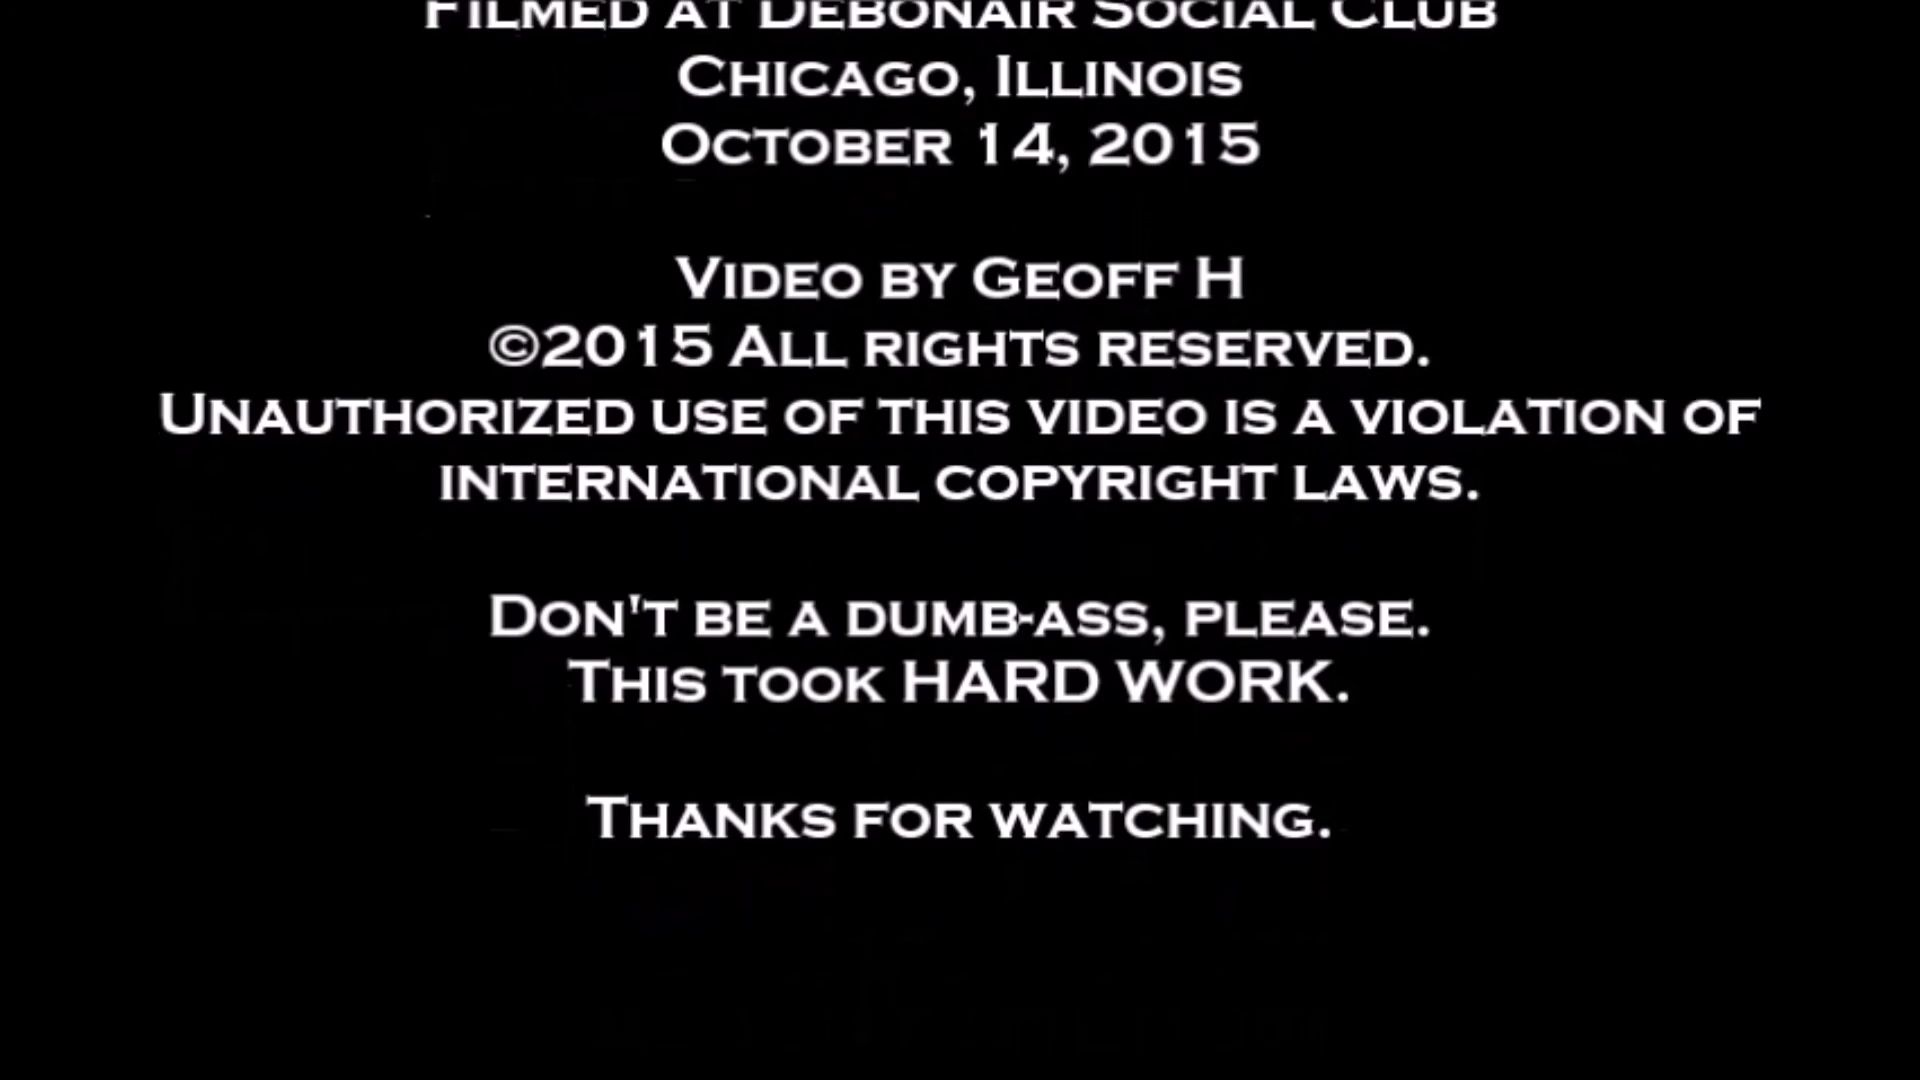 Filmed at Debonair Social Club
Chicago, Illinois
October 14, 2015
Video by Geoff H
©2015 All rights reserved.
Unauthorized use of this video is a violation of
international copyright laws.
Don't be a dumb-ass, please.
This took HARD WORK.
Thanks for watching.